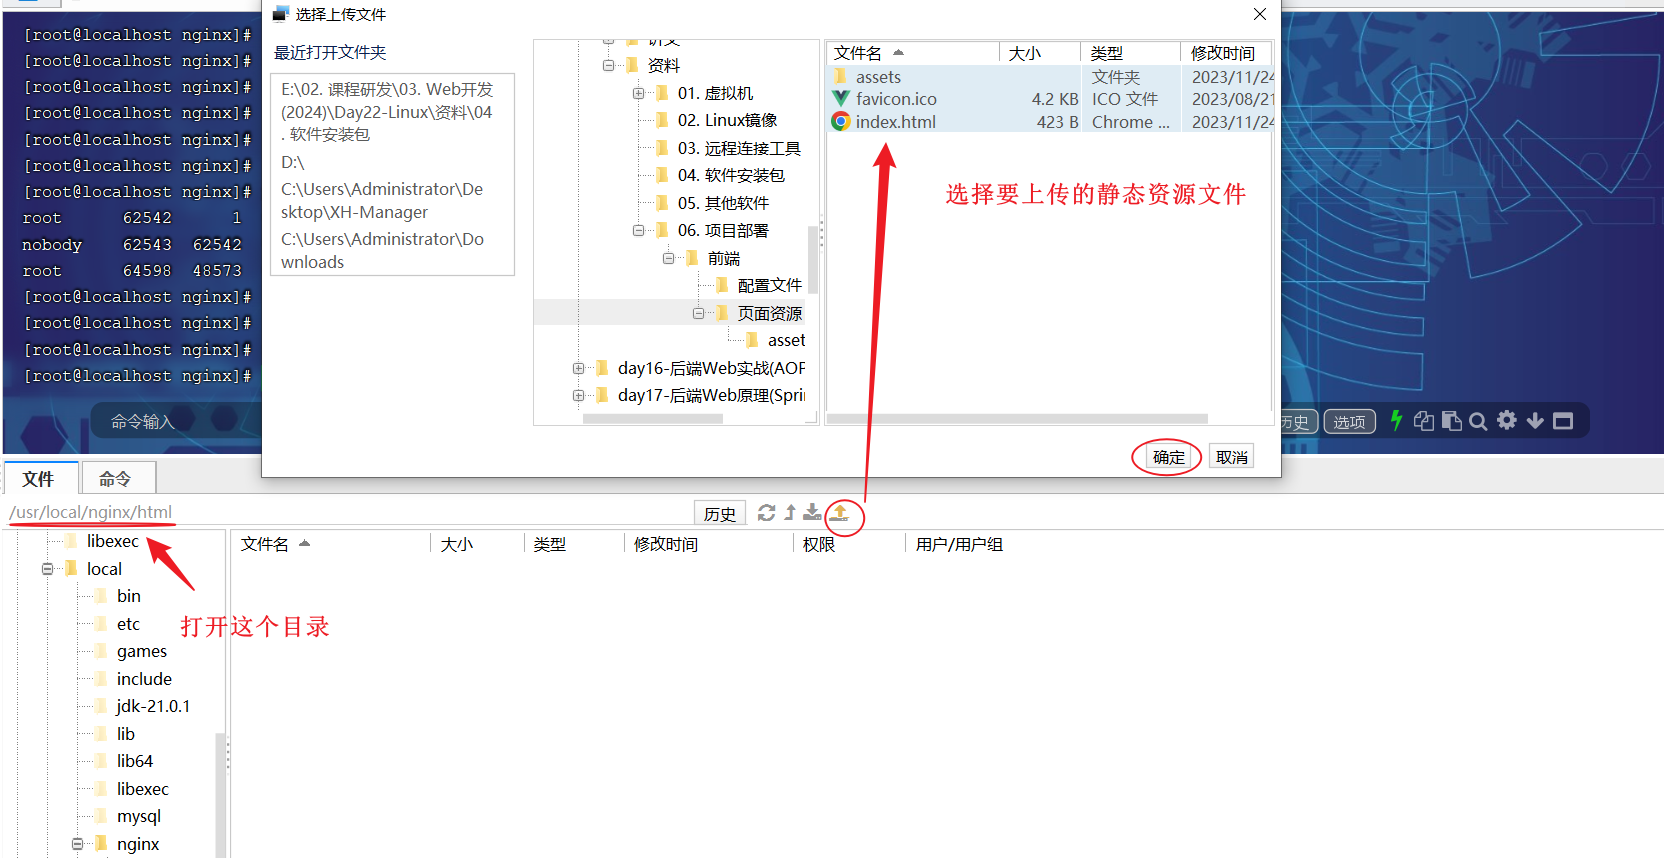 [root@localhost nginx]#
[root@localhost nginx]#
[root@localhost nginx]#
[root@localhost nginx]#
[root@localhost nginx]#
[root@localhost nginx]#
[root@localhost nginx]#
root 62542 1
nobody 62543 62542
root 64598 48573
[root@localhost nginx]#
[root@localhost nginx]#
[root@localhost nginx]#
[root@localhost nginx]#
命令输入
选择上传文件
最近打开文件夹
E:\02. 课程研发\03. Web开发
(2024)\Day22-Linux\资料\04
. 软件安装包
D:\
C:\Users\Administrator\De
sktop\XH-Manager
C:\Users\Administrator\Do
wnloads
讲义
资料
01. 虚拟机
02. Linux镜像
03. 远程连接工具
04. 软件安装包
05. 其他软件
06. 项目部署
前端
配置文件
页面资源
asset
day16-后端Web实战(AOF
day17-后端Web原理(Sprin
文件名 大小 类型 修改时间
assets 文件夹 2023/11/24
favicon.ico 4.2 KB ICO 文件 2023/08/21
index.html 423 B Chrome ... 2023/11/24
选择要上传的静态资源文件
确定 取消
历史 选项
文件 命令
/usr/local/nginx/html
历史
文件名 大小 类型 修改时间 权限 用户/用户组
libexec
local
bin
etc
games
include
jdk-21.0.1
lib
lib64
libexec
mysql
nginx
打开这个目录